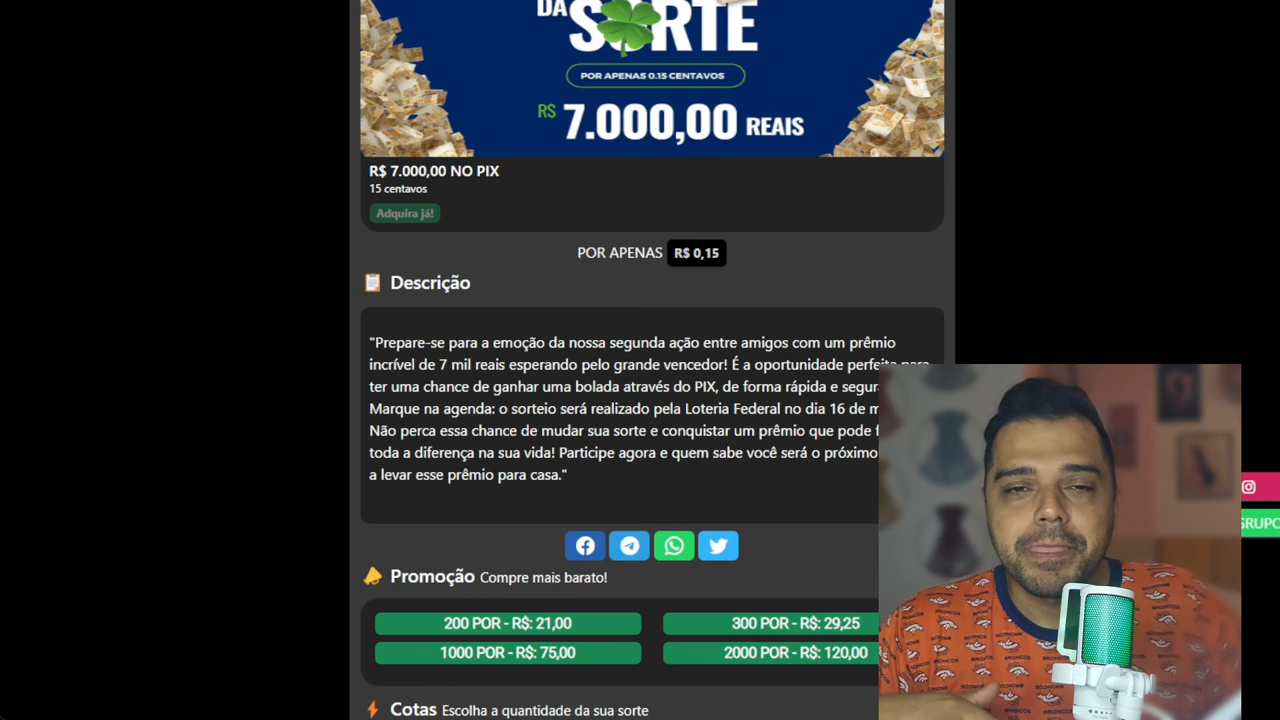 DA SORTE
POR APENAS 0.15 CENTAVOS
R$ 7.000,00 REAIS
R$ 7.000,00 NO PIX
15 centavos
Adquira já!
POR APENAS R$ 0,15
Descrição
"Prepare-se para a emoção da nossa segunda ação entre amigos com um prêmio
incrível de 7 mil reais esperando pelo grande vencedor! É a oportunidade perfeita para
ter uma chance de ganhar uma bolada através do PIX, de forma rápida e segura
Marque na agenda: o sorteio será realizado pela Loteria Federal no dia 16 de
Não perca essa chance de mudar sua sorte e conquistar um prêmio que pode
toda a diferença na sua vida! Participe agora e quem sabe você será o próximo
a levar esse prêmio para casa."
Promoção Compre mais barato!
200 POR - R$: 21,00
300 POR - R$: 29,25
1000 POR - R$: 75,00
2000 POR - R$: 120,00
Cotas Escolha a quantidade da sua sorte
GRUPO
BRONCOS